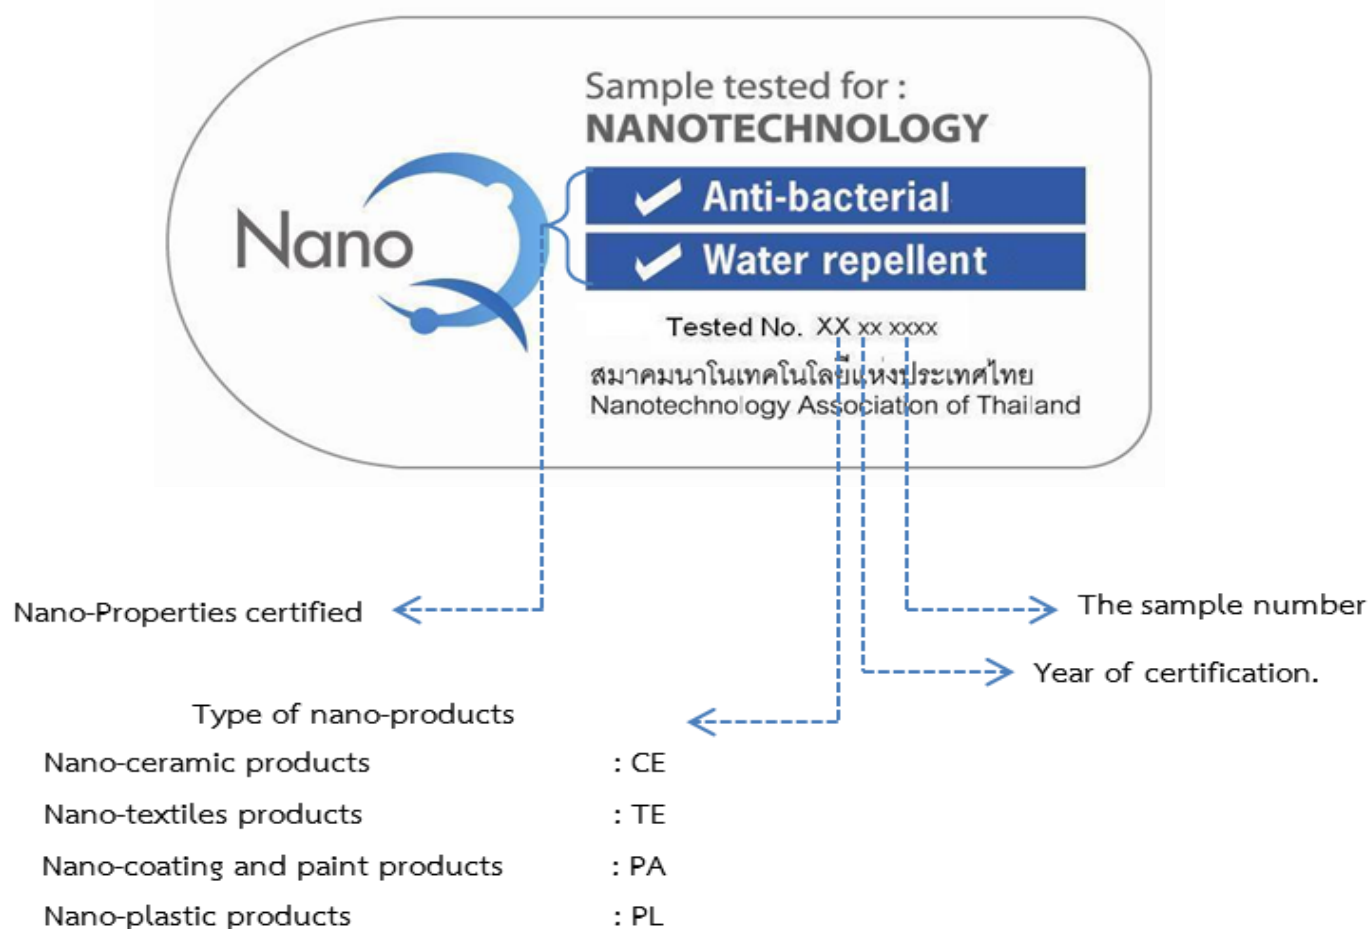 Sample tested for :
NANOTECHNOLOGY
Nano
Anti-bacterial
Water repellent
Tested No. XX xx xxxx
สมาคมนาโนเทคโนโลยีแห่งประเทศไทย
Nanotechnology Association of Thailand
Nano-Properties certified
The sample number
Year of certification.
Type of nano-products
Nano-ceramic products : CE
Nano-textiles products : TE
Nano-coating and paint products : PA
Nano-plastic products : PL